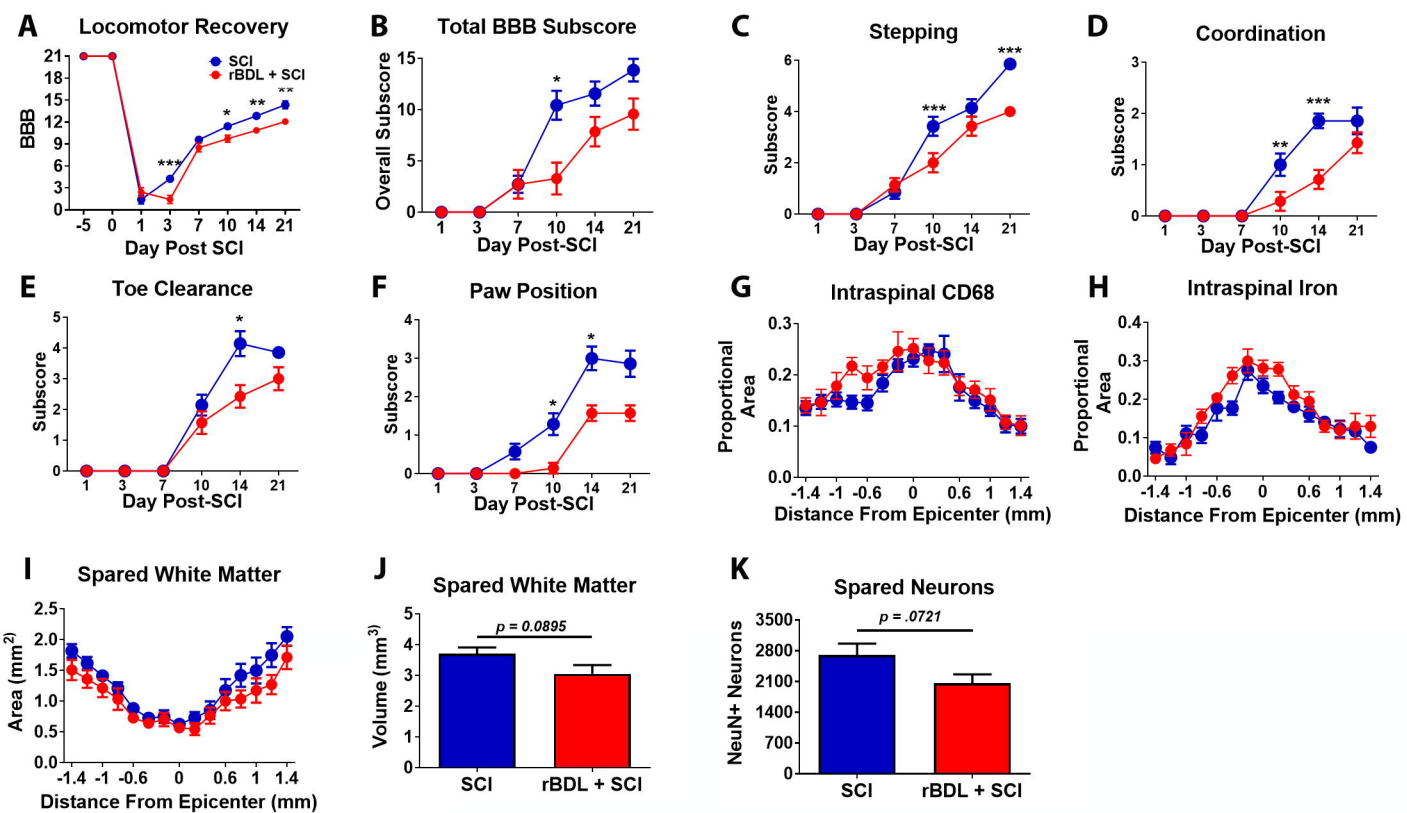 A Locomotor Recovery
21
18
15
12
9
6
3
0
BBB
SCI
rBDL + SCI
***
*
**
**
-5 0 1 3 7 10 14 21
Day Post SCI
B Total BBB Subscore
15
10
5
0
Overall Subscore
*
1 3 7 10 14 21
Day Post-SCI
C Stepping
6
4
2
0
Subscore
***
***
1 3 7 10 14 21
Day Post-SCI
D Coordination
3
2
1
0
Subscore
**
***
1 3 7 10 14 21
Day Post-SCI
E Toe Clearance
5
4
3
2
1
0
Subscore
*
1 3 7 10 14 21
Day Post-SCI
F Paw Position
4
3
2
1
0
Subscore
*
*
1 3 7 10 14 21
Day Post-SCI
G Intraspinal CD68
0.3
0.2
0.1
0.0
Proportional
Area
-1.4 -1 -0.6 0 0.6 1 1.4
Distance From Epicenter (mm)
H Intraspinal Iron
0.4
0.3
0.2
0.1
0.0
Proportional
Area
-1.4 -1 -0.6 0 0.6 1 1.4
Distance From Epicenter (mm)
I Spared White Matter
2.5
2.0
1.5
1.0
0.5
0.0
Area (mm²)
-1.4 -1 -0.6 0 0.6 1 1.4
Distance From Epicenter (mm)
J Spared White Matter
5
4
3
2
1
0
Volume (mm³)
p = 0.0895
SCI rBDL + SCI
K Spared Neurons
3500
2800
2100
1400
700
0
NeuN+ Neurons
p = .0721
SCI rBDL + SCI